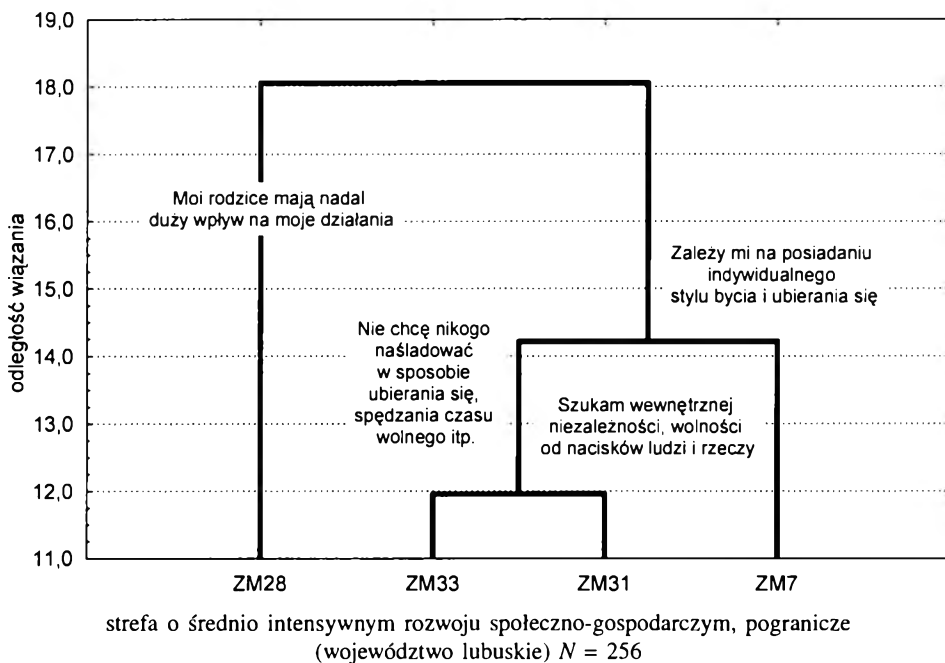 19,0
18,0
17,0
16,0
15,0
14,0
13,0
12,0
11,0
odległość wiązania
Moi rodzice mają nadal
duży wpływ na moje działania
Zależy mi na posiadaniu
indywidualnego
stylu bycia i ubierania się
Nie chcę nikogo
naśladować
w sposobie
ubierania się,
spędzania czasu
wolnego itp.
Szukam wewnętrznej
niezależności, wolności
od nacisków ludzi i rzeczy
ZM28 ZM33 ZM31 ZM7
strefa o średnio intensywnym rozwoju społeczno-gospodarczym, pogranicze
(województwo lubuskie) N = 256